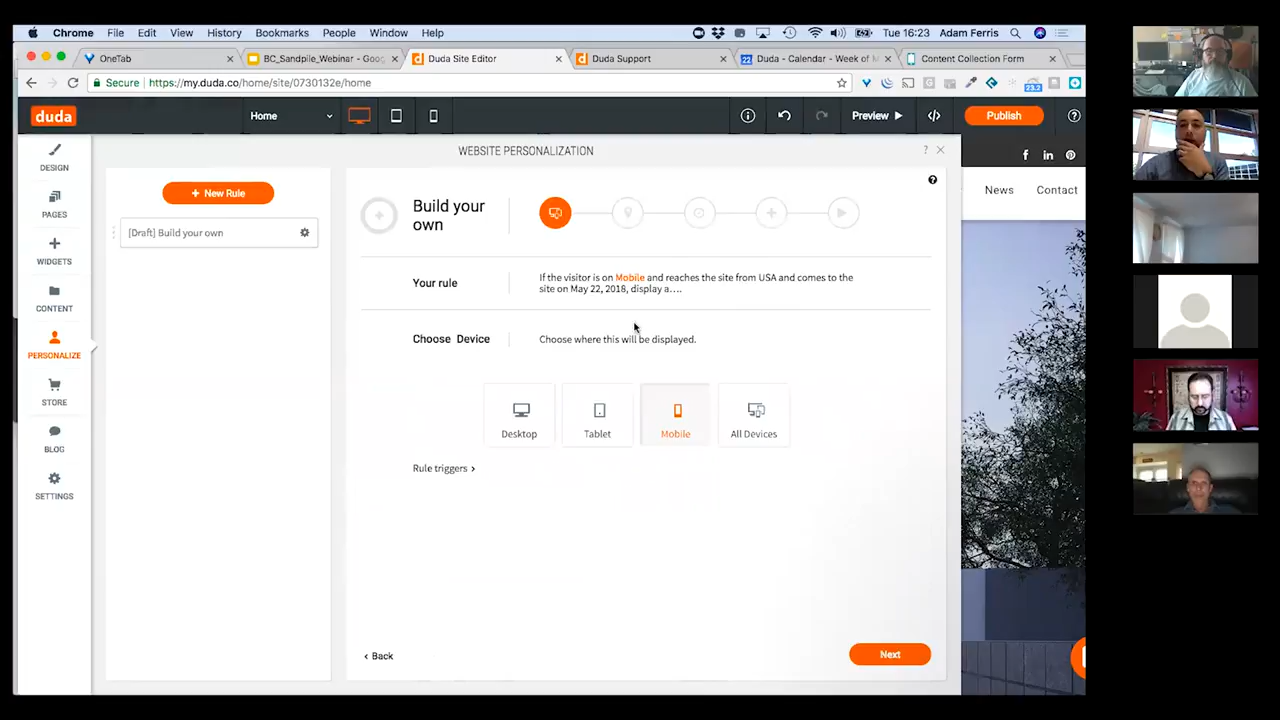 Chrome File Edit View History Bookmarks People Window Help Tue 16:23 Adam Ferris
OneTab
BC_Sandpile_Webinar - Goog
Duda Site Editor
Duda Support
Duda - Calendar - Week of M
Content Collection Form
Secure https://my.duda.co/home/site/0730132e/home
23.2
duda
Home
Preview
</>
Publish
?
WEBSITE PERSONALIZATION
?
DESIGN
PAGES
WIDGETS
CONTENT
PERSONALIZE
STORE
BLOG
SETTINGS
+ New Rule
[Draft] Build your own
Build your
own
Your rule
If the visitor is on Mobile and reaches the site from USA and comes to the
site on May 22, 2018, display a....
Choose Device
Choose where this will be displayed.
Desktop
Tablet
Mobile
All Devices
Rule triggers >
< Back
Next
News
Contact